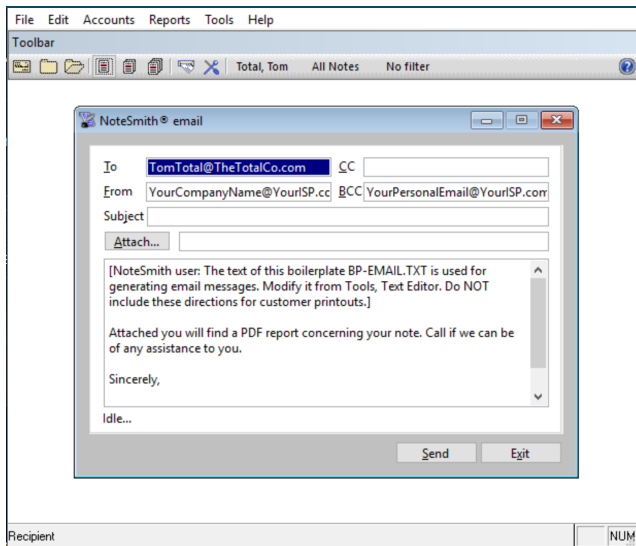 File Edit Accounts Reports Tools Help
Toolbar
Total, Tom All Notes No filter
NoteSmith® email
To TomTotal@TheTotalCo.com CC
From YourCompanyName@YourISP.cc BCC YourPersonalEmail@YourISP.com
Subject
Attach...
[NoteSmith user: The text of this boilerplate BP-EMAIL.TXT is used for
generating email messages. Modify it from Tools, Text Editor. Do NOT
include these directions for customer printouts.]
Attached you will find a PDF report concerning your note. Call if we can be
of any assistance to you.
Sincerely,
Idle...
Send Exit
Recipient NUM